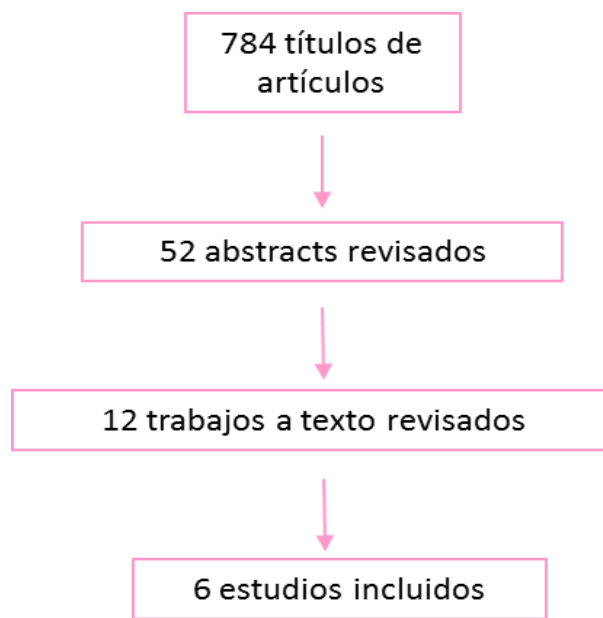 784 títulos de
artículos
52 abstracts revisados
12 trabajos a texto revisados
6 estudios incluidos